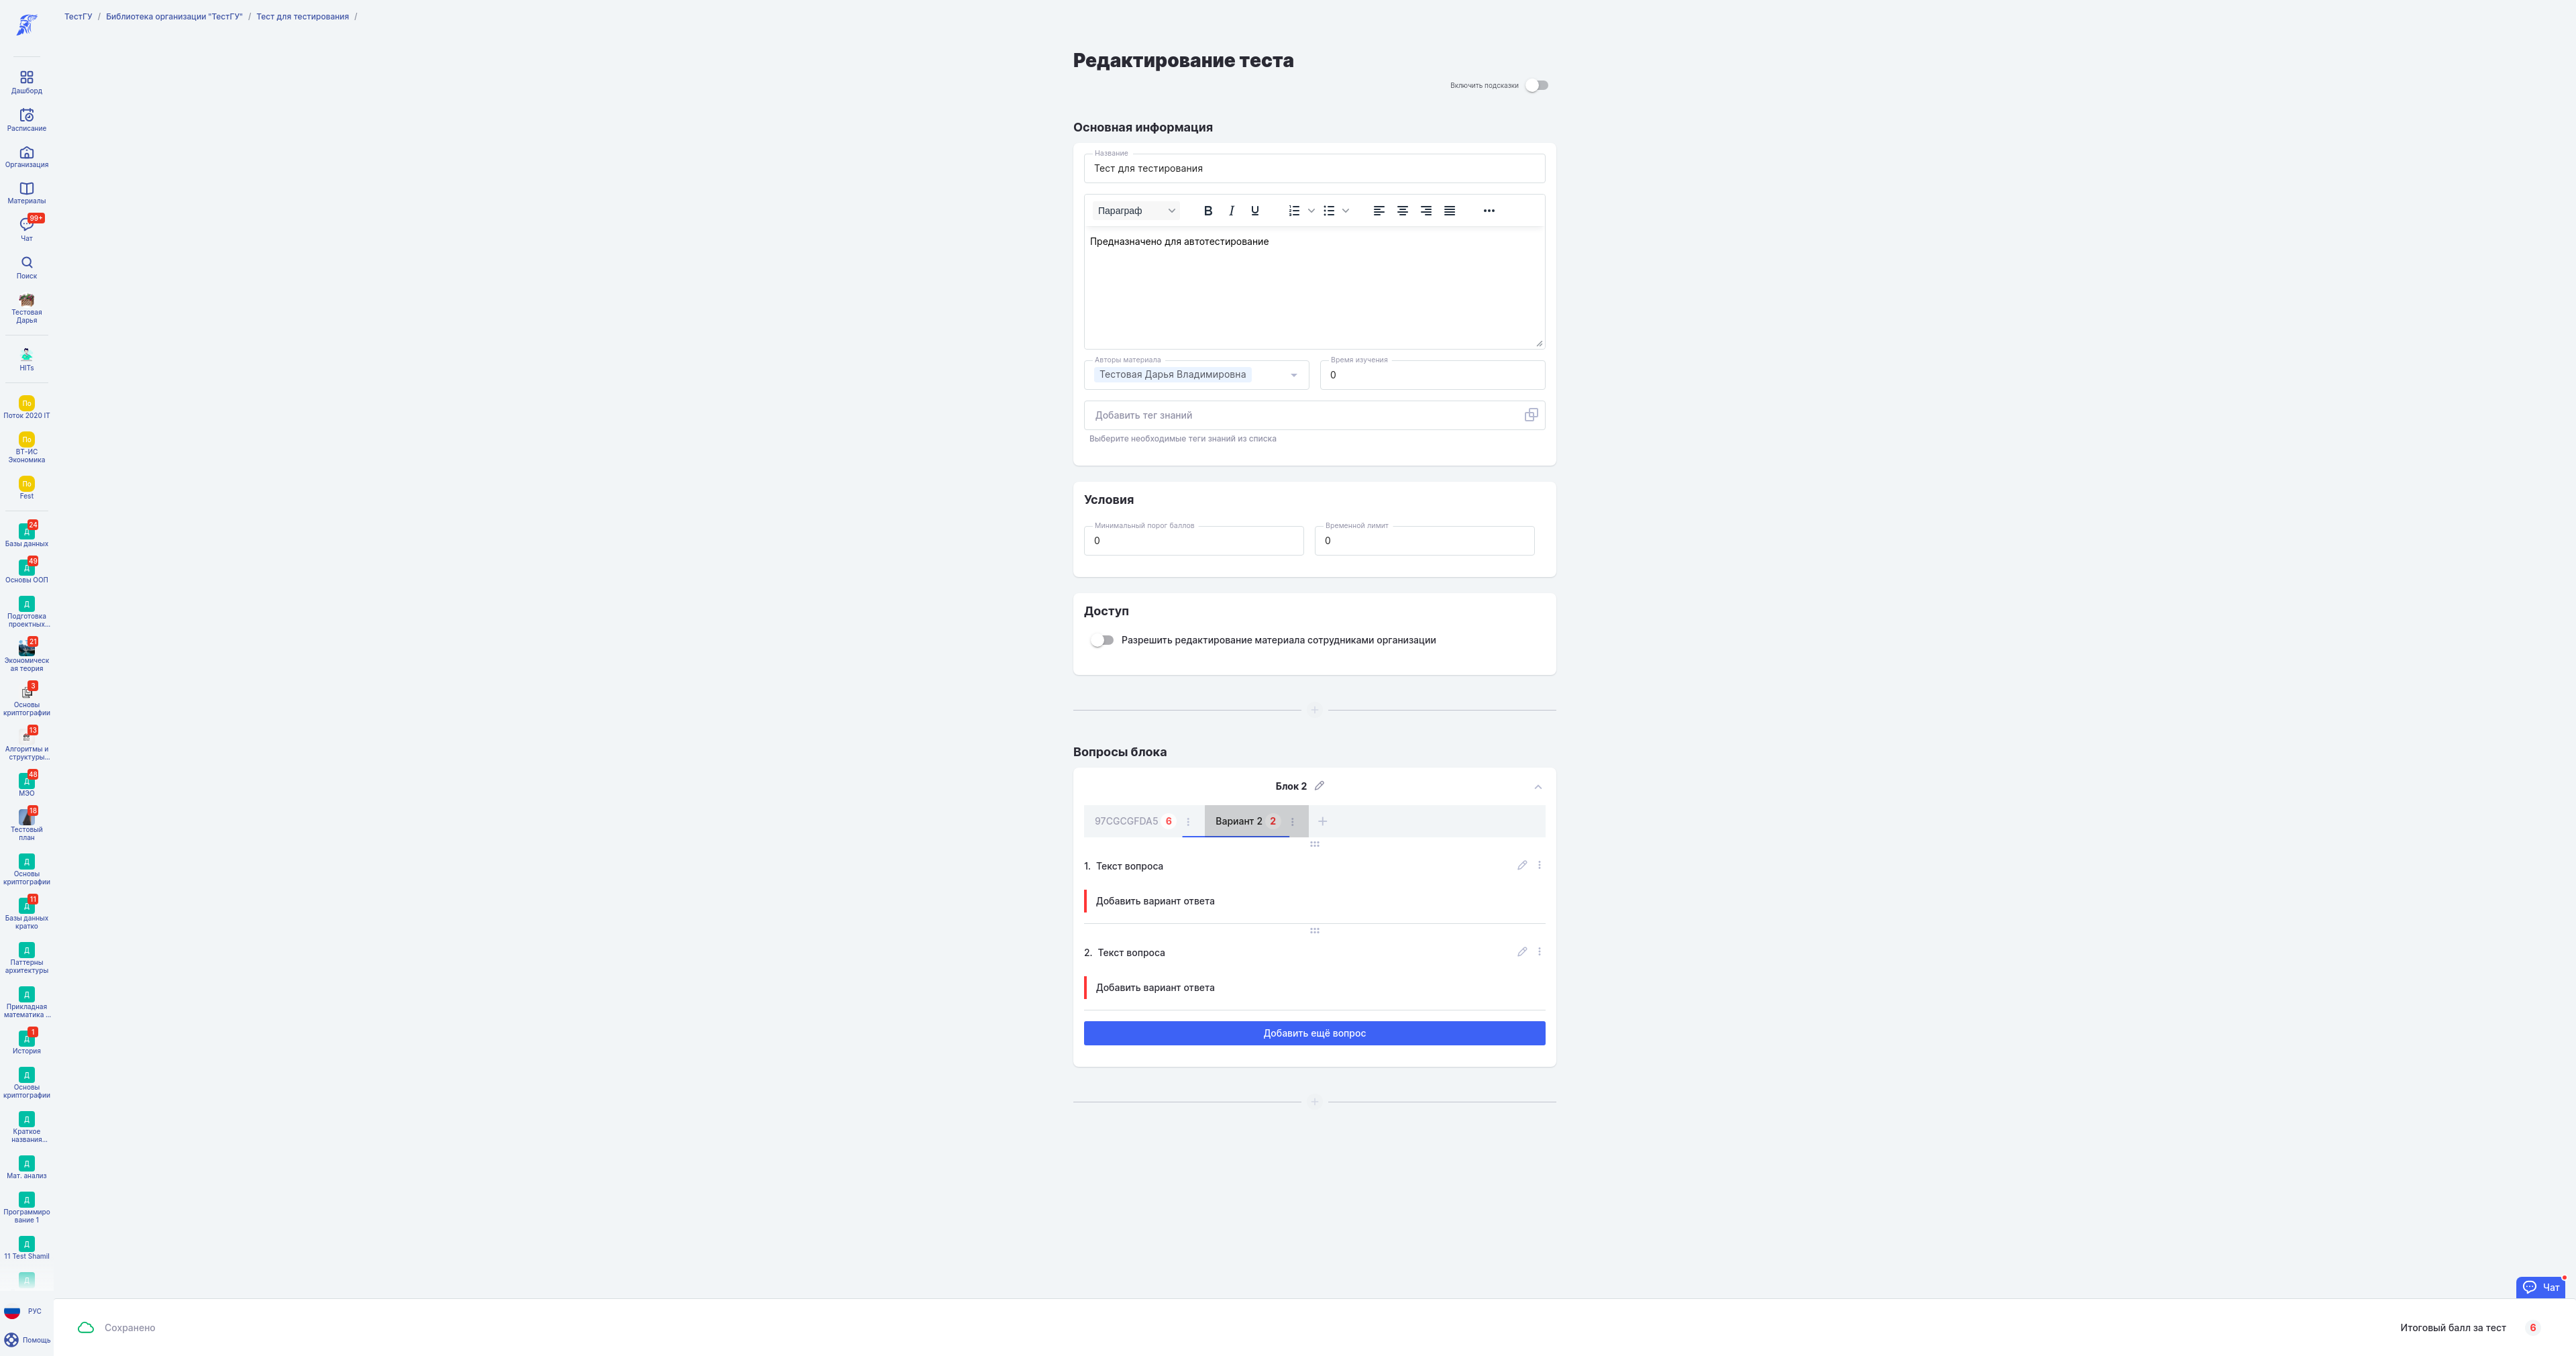 ТестГУ / Библиотека организации "ТестГУ" / Тест для тестирования /
Редактирование теста
Включить подсказки
Основная информация
Название
Тест для тестирования
Параграф
Предназначено для автотестирование
Авторы материала
Тестовая Дарья Владимировна
Время изучения
0
Добавить тег знаний
Выберите необходимые теги знаний из списка
Условия
Минимальный порог баллов
0
Временной лимит
0
Доступ
Разрешить редактирование материала сотрудниками организации
Вопросы блока
Блок 2
97CGCGFDA5 6
Вариант 2 2
1. Текст вопроса
Добавить вариант ответа
2. Текст вопроса
Добавить вариант ответа
Добавить ещё вопрос
Дашборд
Расписание
Организация
Материалы
99+
Чат
Поиск
Тестовая
Дарья
HITs
По
Поток 2020 IT
По
ВТ-ИС
Экономика
По
Fest
24
Д
Базы данных
49
Д
Основы ООП
Д
Подготовка
проектных...
21
Экономическ
ая теория
3
Основы
криптографии
13
Алгоритмы и
структуры...
48
Д
МЭО
18
Тестовый
план
Д
Основы
криптографии
11
Д
Базы данных
кратко
Д
Паттерны
архитектуры
Д
Прикладная
математика ...
1
Д
История
Д
Основы
криптографии
Д
Краткое
названия...
Д
Мат. анализ
Д
Программиро
вание 1
Д
11 Test Shamil
Д
РУС
Помощь
Сохранено
Чат
Итоговый балл за тест 6